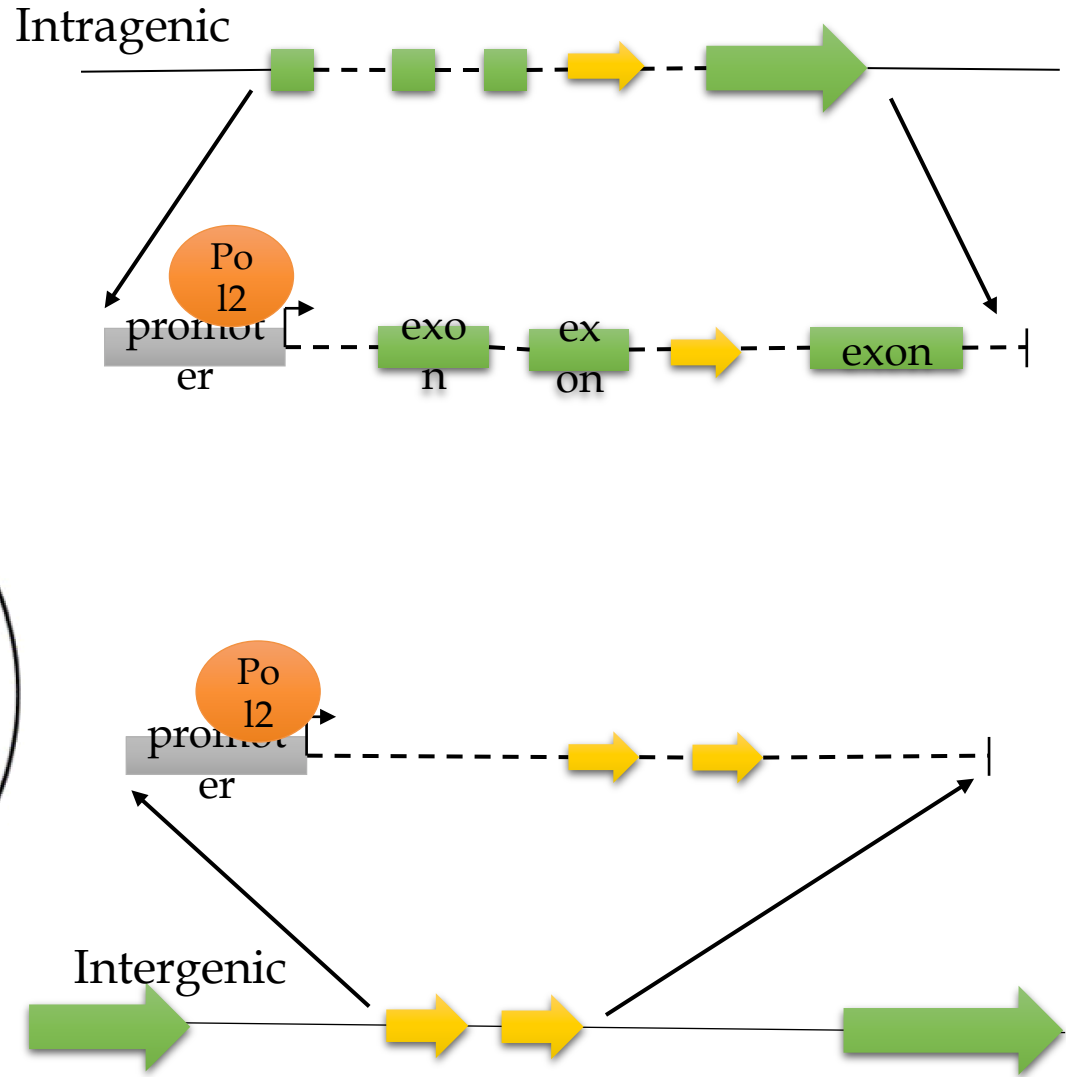 Intragenic
Po
l2
promot
er
exo
n
ex
on
exon
Po
l2
promot
er
Intergenic